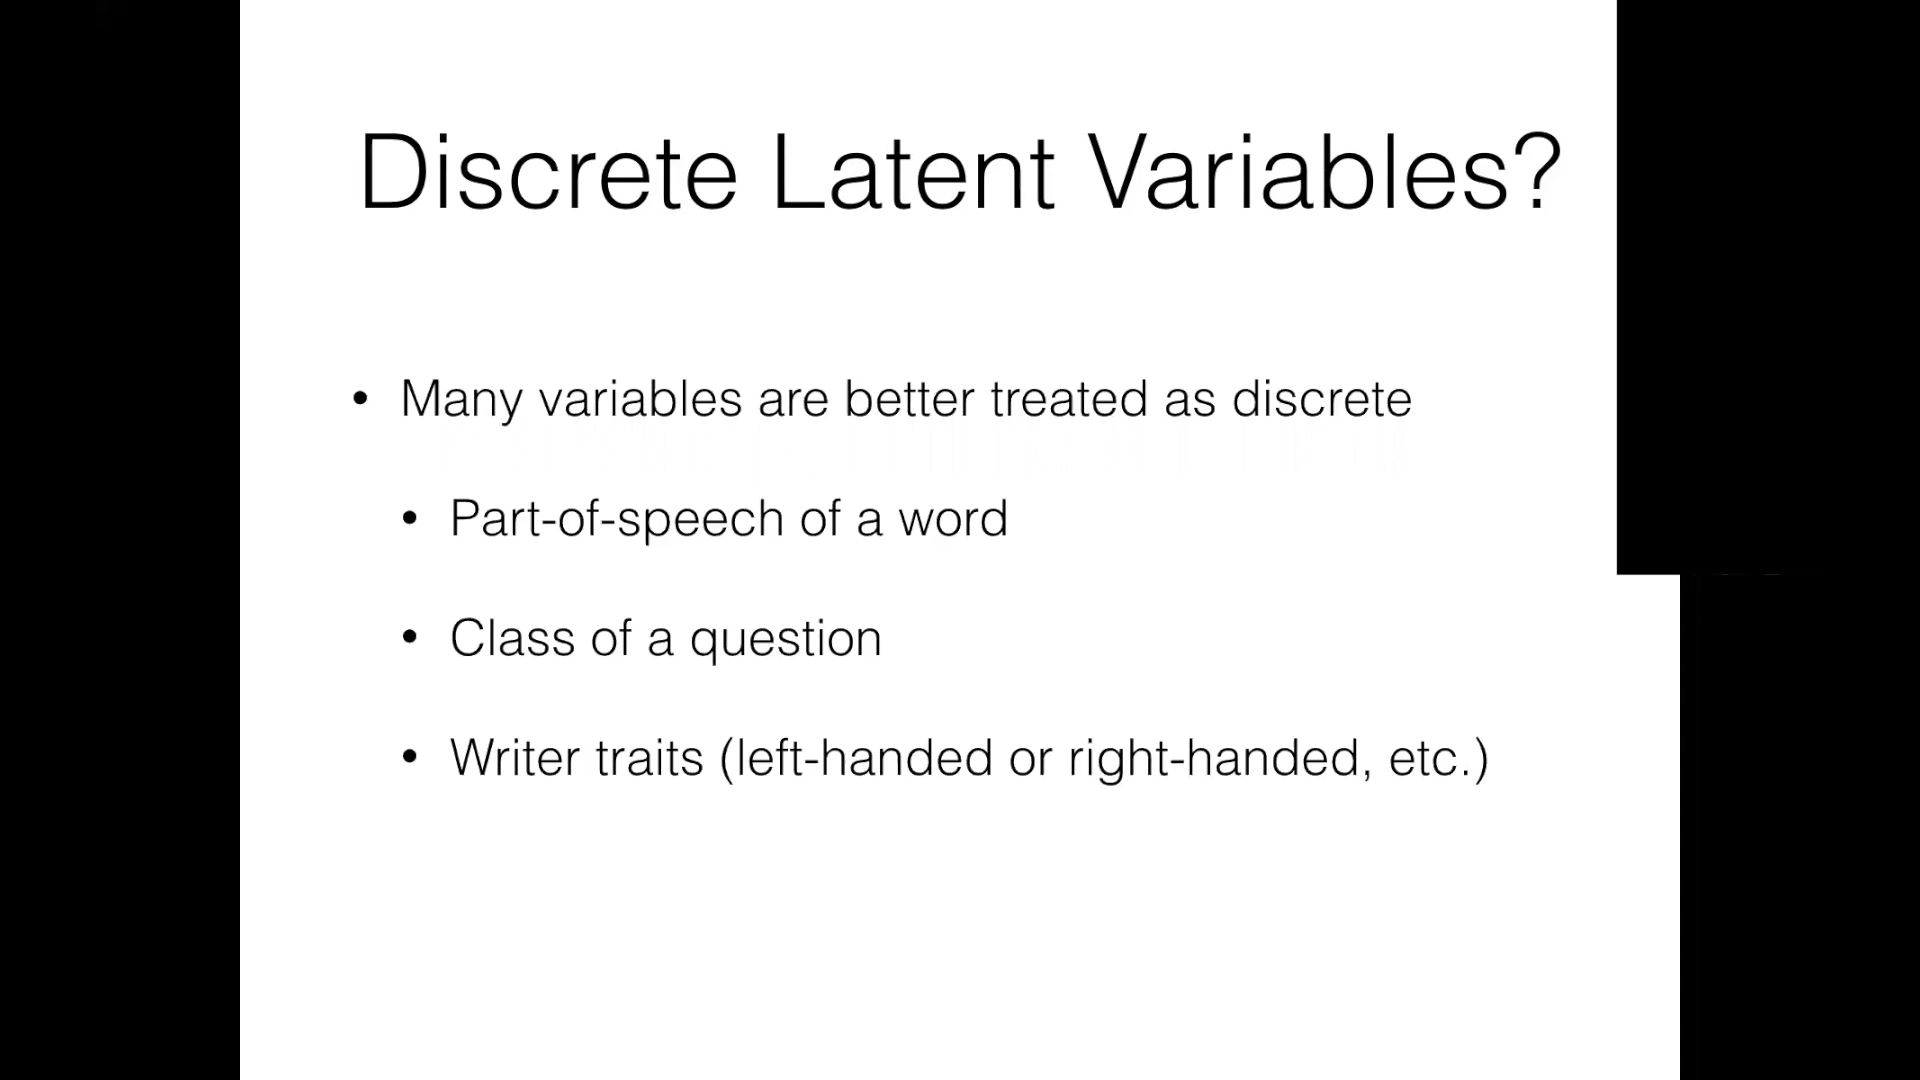 Discrete Latent Variables?
• Many variables are better treated as discrete
• Part-of-speech of a word
• Class of a question
• Writer traits (left-handed or right-handed, etc.)